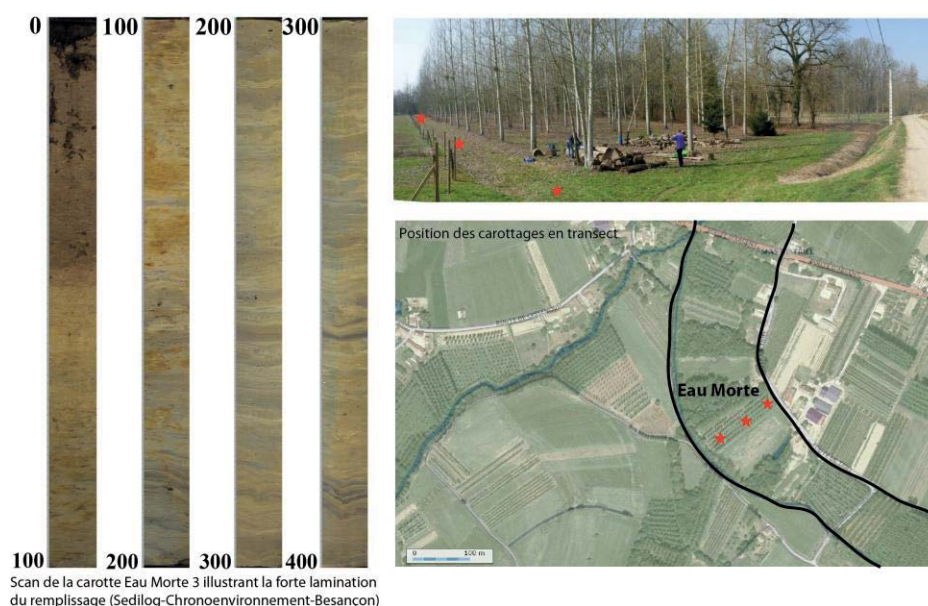 0 100 200 300
100 200 300 400
Scan de la carotte Eau Morte 3 illustrant la forte lamination
du remplissage (Sedilog-Chronoenvironnement-Besançon)
Position des carottages en transect
Eau Morte
0 100 m